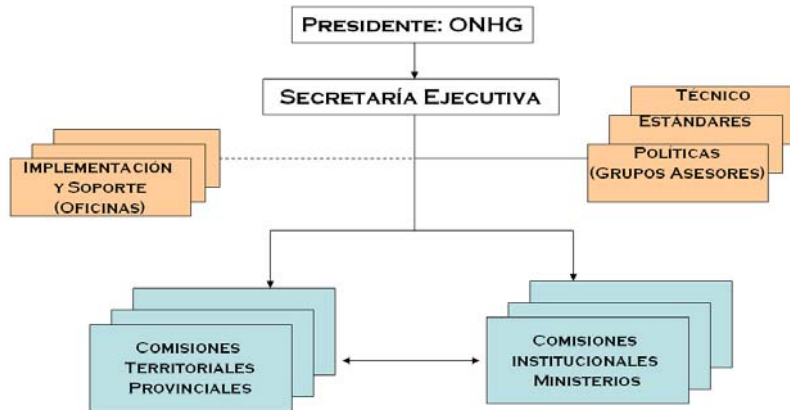 PRESIDENTE: ONHG
SECRETARÍA EJECUTIVA
TÉCNICO
ESTÁNDARES
POLÍTICAS
(GRUPOS ASESORES)
IMPLEMENTACIÓN
Y SOPORTE
(OFICINAS)
COMISIONES
TERRITORIALES
PROVINCIALES
COMISIONES
INSTITUCIONALES
MINISTERIOS